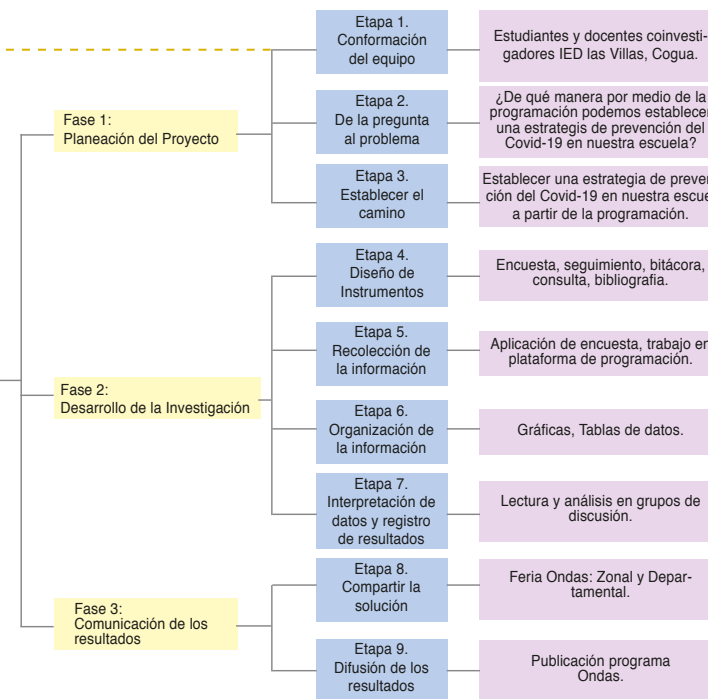 Fase 1:
Planeación del Proyecto
Etapa 1.
Conformación
del equipo
Estudiantes y docentes coinvesti-
gadores IED las Villas, Cogua.
Etapa 2.
De la pregunta
al problema
¿De qué manera por medio de la
programación podemos establecer
una estrategis de prevención del
Covid-19 en nuestra escuela?
Etapa 3.
Establecer el
camino
Establecer una estrategia de preven
ción del Covid-19 en nuestra escue
a partir de la programación.
Fase 2:
Desarrollo de la Investigación
Etapa 4.
Diseño de
Instrumentos
Encuesta, seguimiento, bitácora,
consulta, bibliografia.
Etapa 5.
Recolección de
la información
Aplicación de encuesta, trabajo en
plataforma de programación.
Etapa 6.
Organización de
la información
Gráficas, Tablas de datos.
Etapa 7.
Interpretación de
datos y registro
de resultados
Lectura y análisis en grupos de
discusión.
Fase 3:
Comunicación de los
resultados
Etapa 8.
Compartir la
solución
Feria Ondas: Zonal y Depar-
tamental.
Etapa 9.
Difusión de los
resultados
Publicación programa
Ondas.